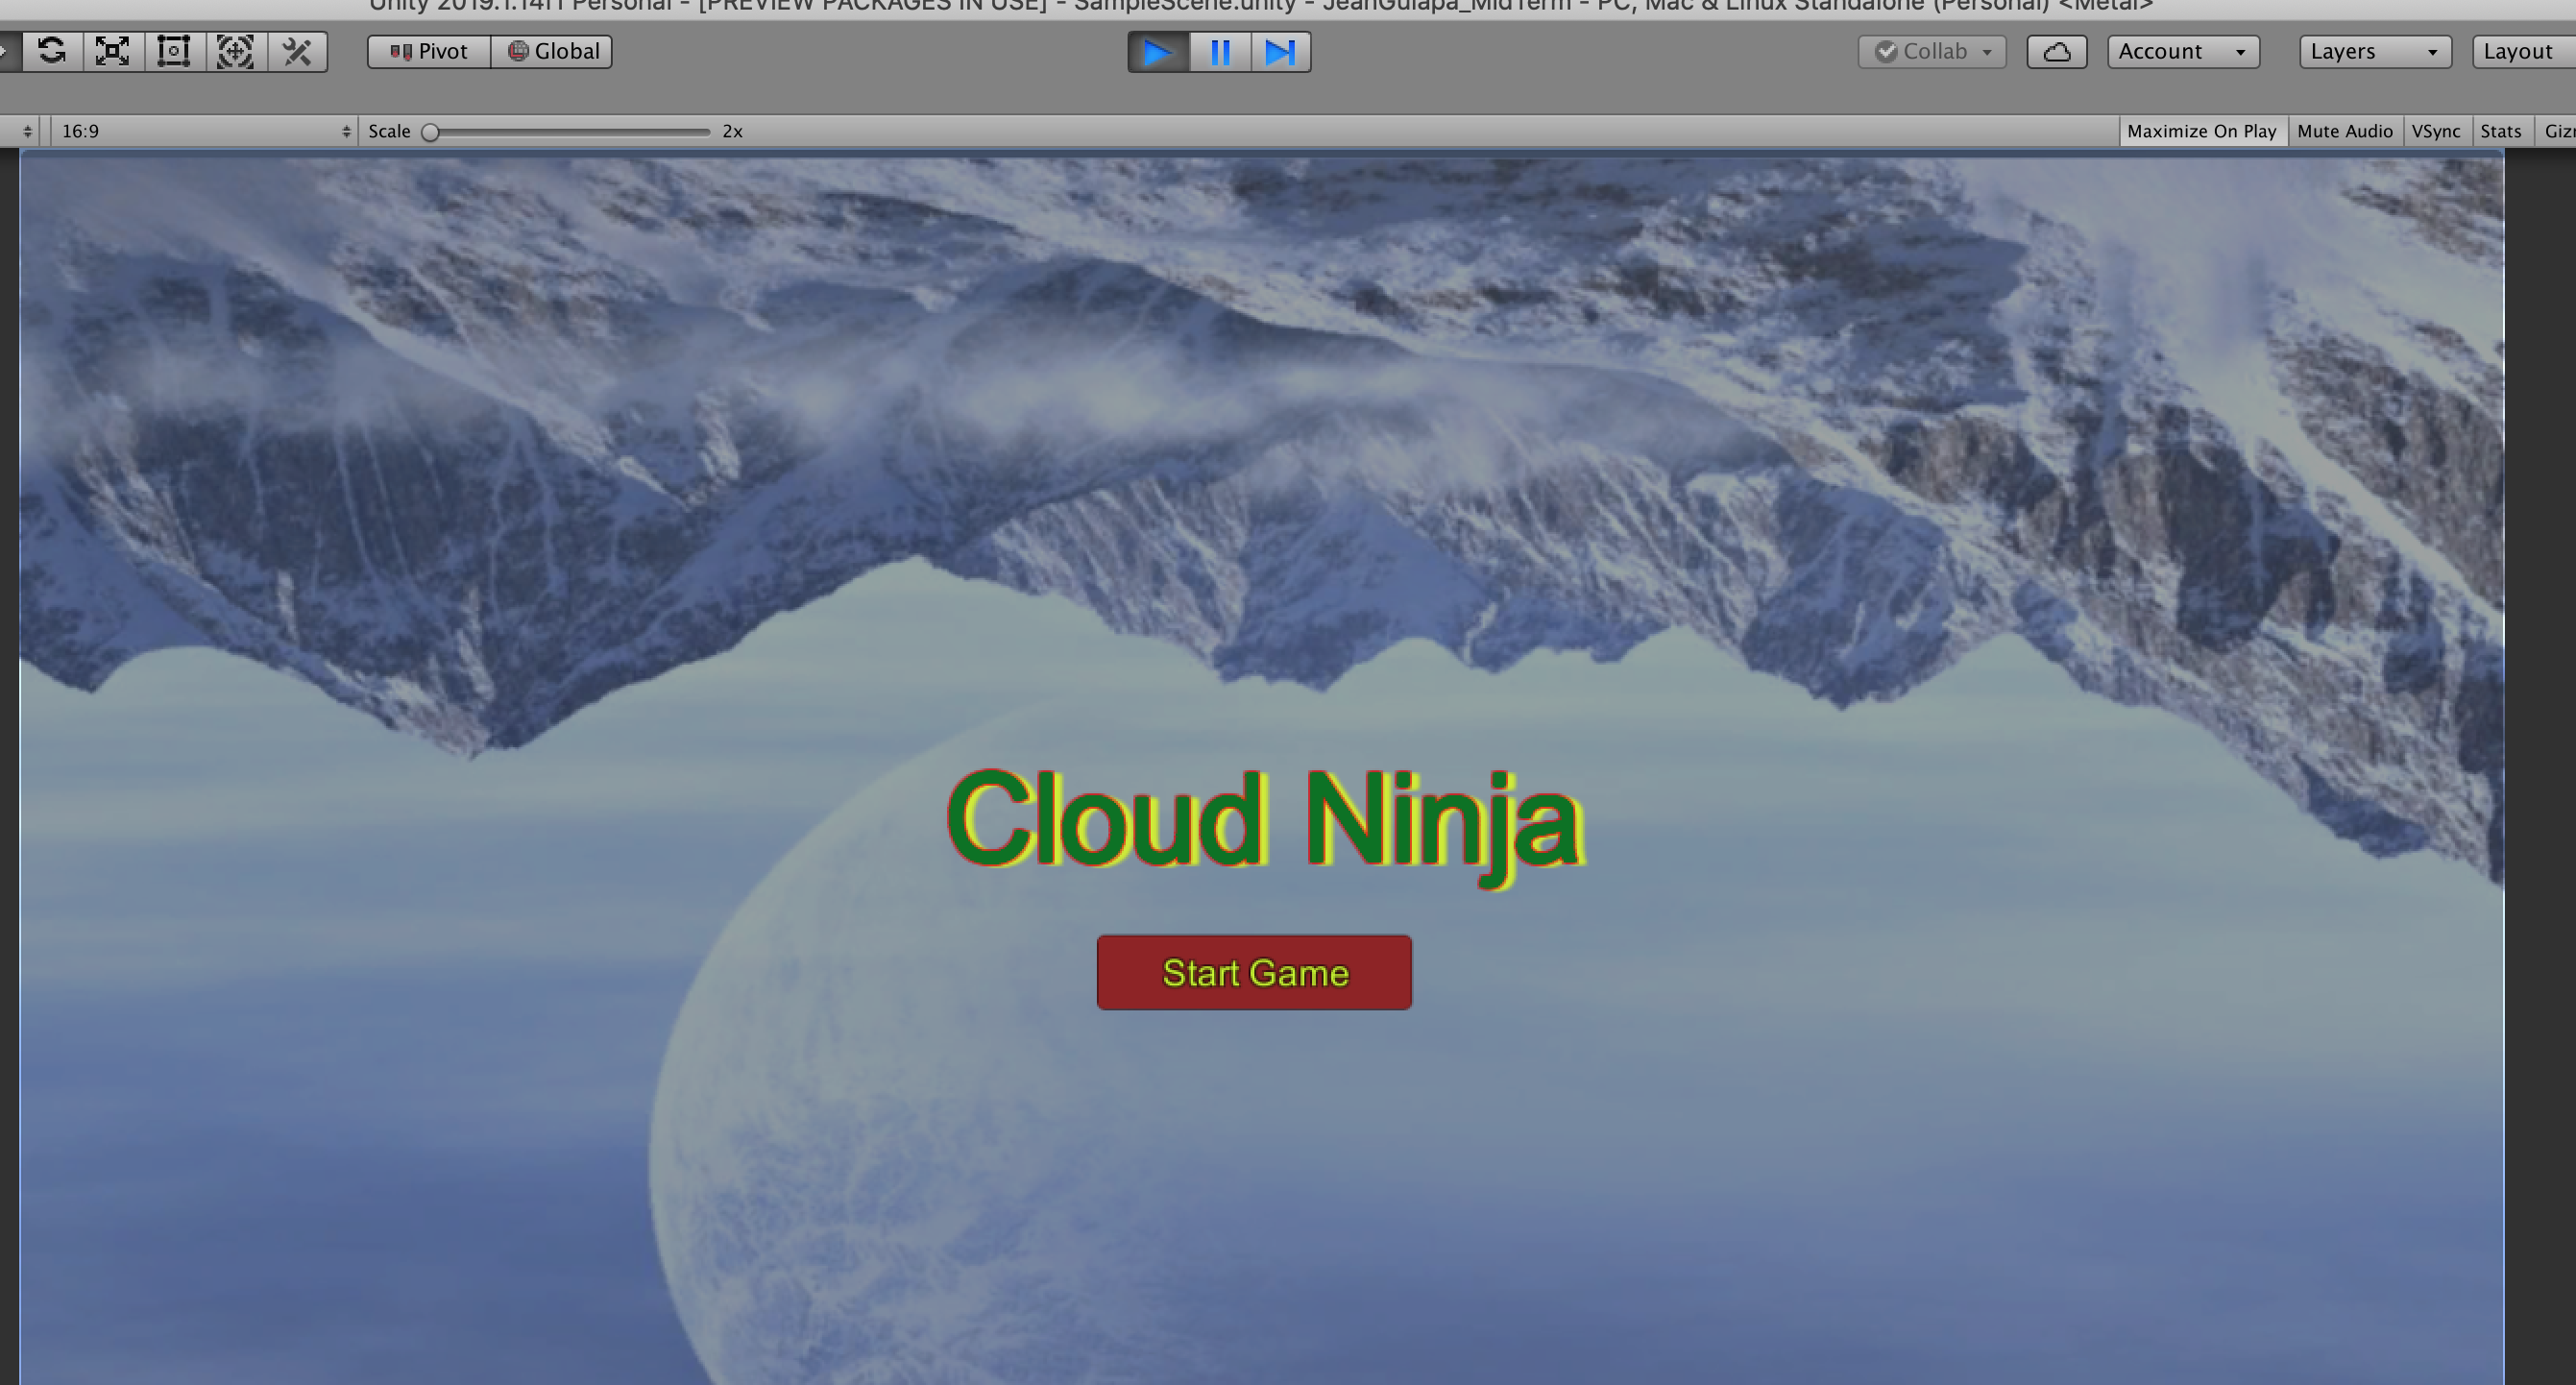 Unity 2019.1.14f1 Personal - [PREVIEW PACKAGES IN USE] - SampleScene.unity - JeanGulapa_MidTerm - PC, Mac & Linux Standalone (Personal) <Metal>
Pivot Global Collab Account Layers Layout
16:9 Scale 2x Maximize On Play Mute Audio VSync Stats
Cloud Ninja
Start Game